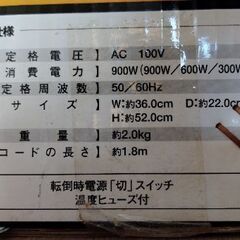 仕様
定格電圧 AC 100V
消費電力 900W(900W/600W/300W
定格周波数 50/60Hz
サイズ W:約36.0cm D:約22.0cm
H:約52.0cm
重量 約2.0kg
コードの長さ 約1.8m
転倒時電源「切」スイッチ
温度ヒューズ付